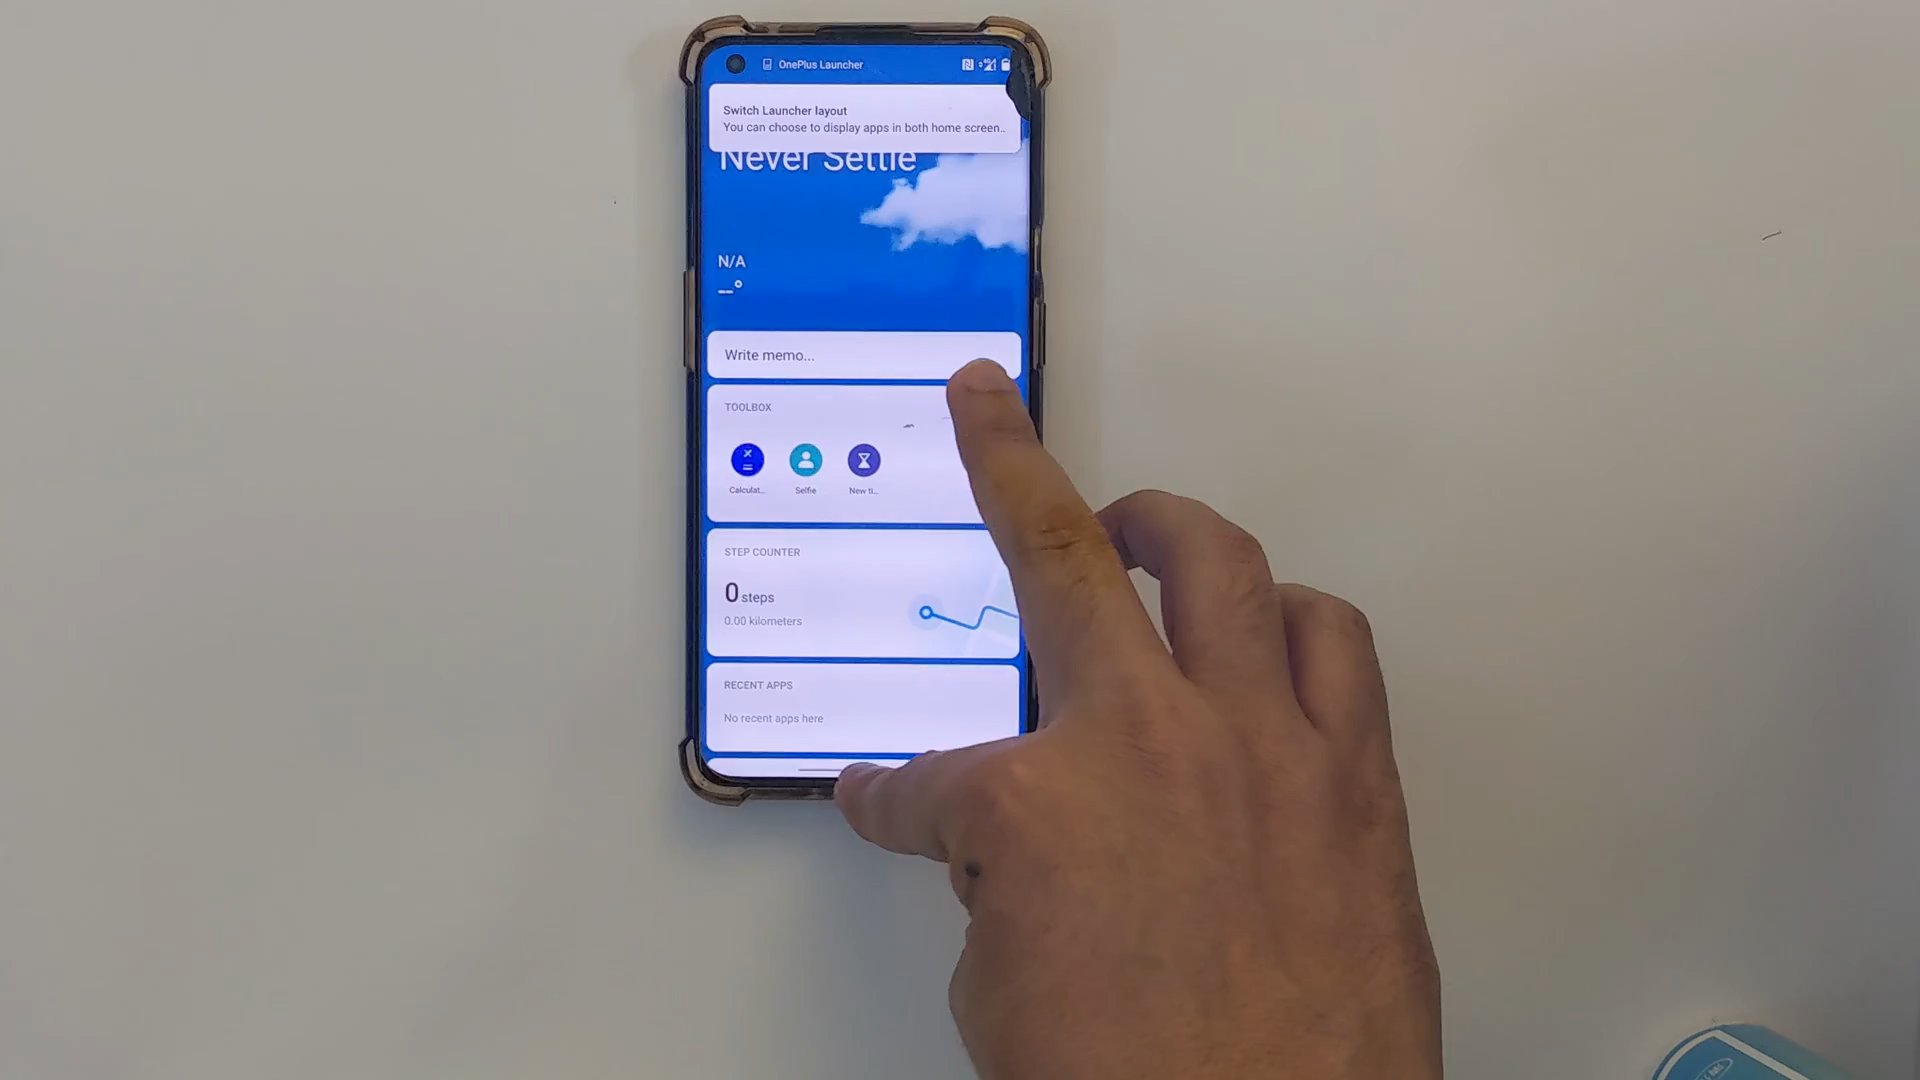 OnePlus Launcher
Switch Launcher layout
You can choose to display apps in both home screen..
Never Settle
N/A
--°
Write memo...
TOOLBOX
Calculat...
Selfie
New ti...
STEP COUNTER
0 steps
0.00 kilometers
RECENT APPS
No recent apps here